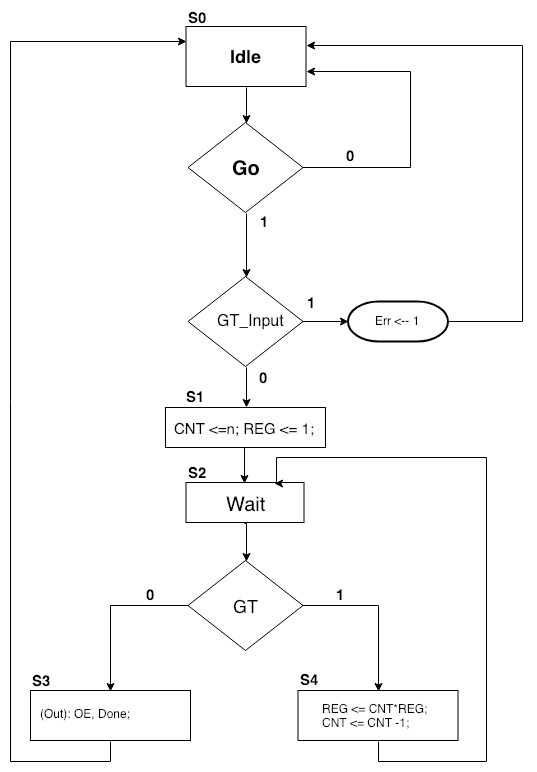 S0
Idle
Go
0
1
GT_Input
1
Err <-- 1
0
S1
CNT <=n; REG <= 1;
S2
Wait
GT
0
1
S3
(Out): OE, Done;
S4
REG <= CNT*REG;
CNT <= CNT -1;